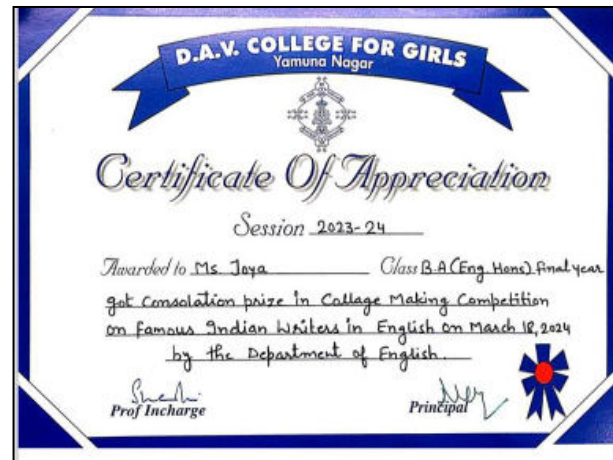 D.A.V. COLLEGE FOR GIRLS
Yamuna Nagar
Certificate Of Appreciation
Session 2023-24
Awarded to Ms. Joya Class B.A (Eng. Hons) final year
got Consolation prize in Collage Making Competition
on famous Indian Writers in English on March 18, 2024
by the Department of English.
Prof Incharge Principal